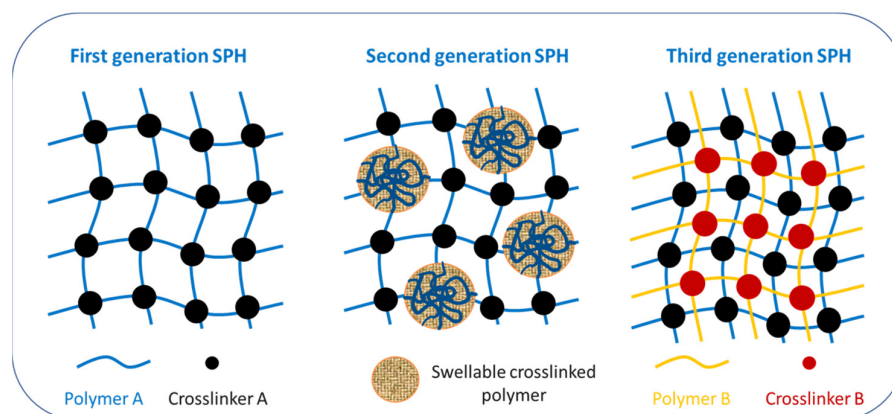 First generation SPH
Second generation SPH
Third generation SPH
Polymer A
Crosslinker A
Swellable crosslinked
polymer
Polymer B
Crosslinker B